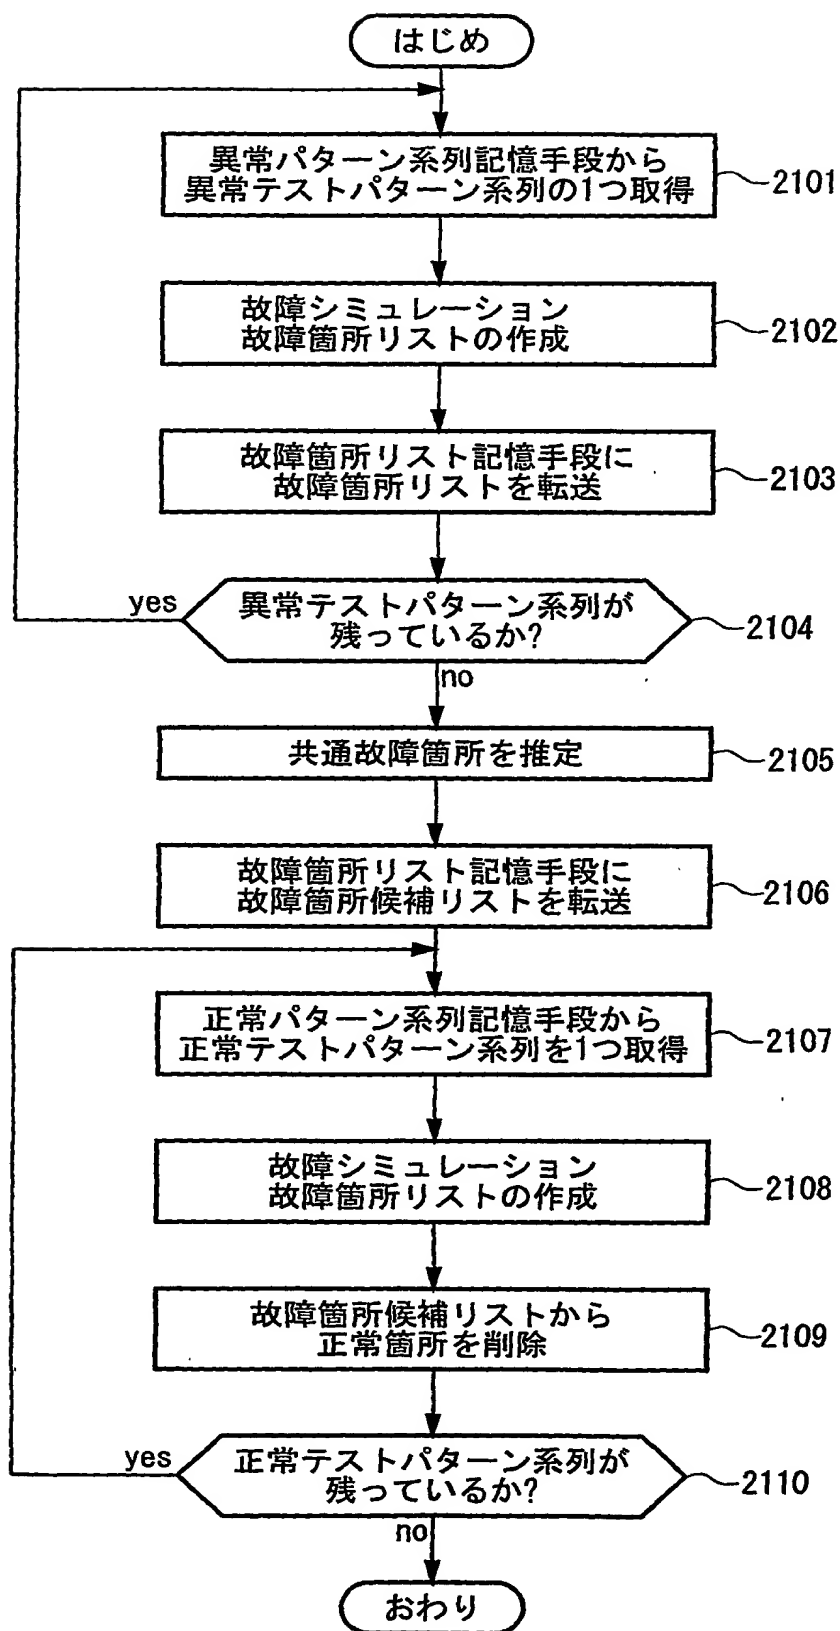 はじめ
異常パターン系列記憶手段から
異常テストパターン系列の1つ取得
2101
故障シミュレーション
故障箇所リストの作成
2102
故障箇所リスト記憶手段に
故障箇所リストを転送
2103
yes
異常テストパターン系列が
残っているか?
2104
no
共通故障箇所を推定
2105
故障箇所リスト記憶手段に
故障箇所候補リストを転送
2106
正常パターン系列記憶手段から
正常テストパターン系列を1つ取得
2107
故障シミュレーション
故障箇所リストの作成
2108
故障箇所候補リストから
正常箇所を削除
2109
yes
正常テストパターン系列が
残っているか?
2110
no
おわり